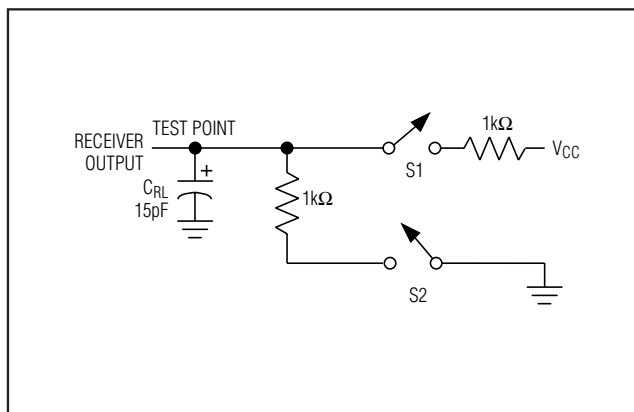 TEST POINT
RECEIVER
OUTPUT
CRL
15pF
+
1kΩ
S1
1kΩ
VCC
S2